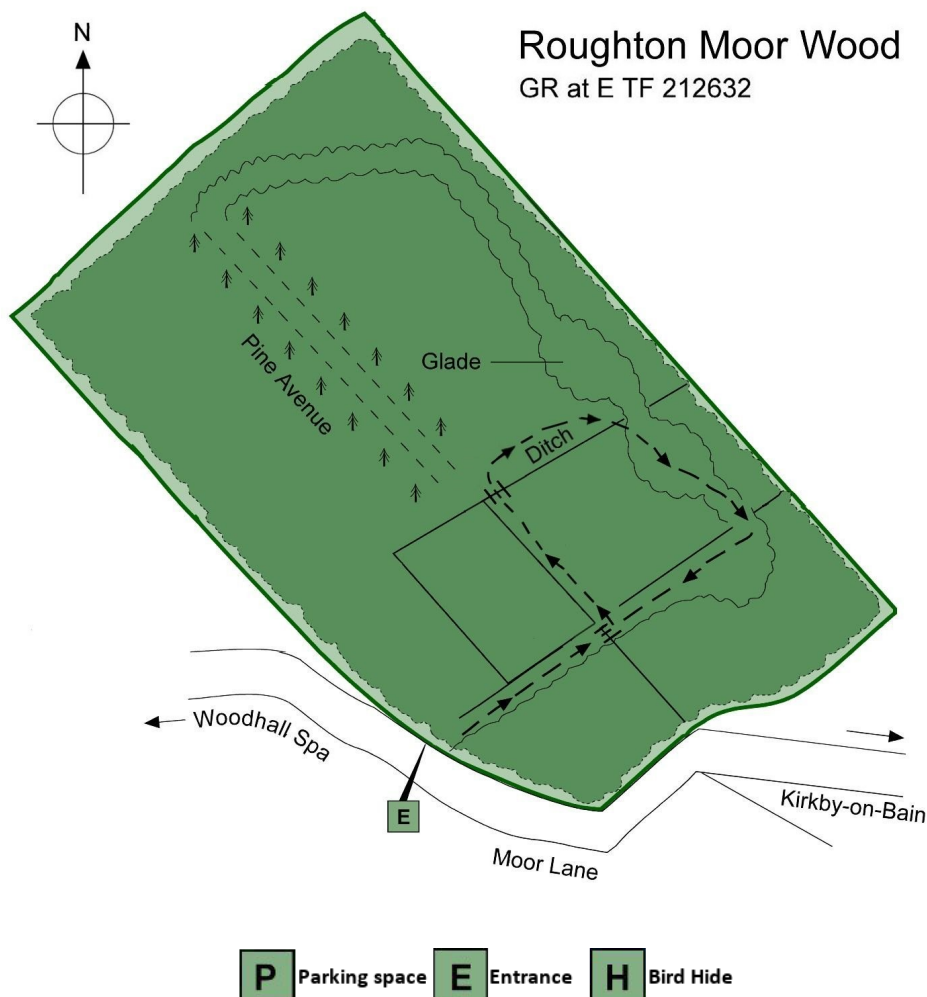 N
Roughton Moor Wood
GR at E TF 212632
Glade
Pine Avenue
Ditch
Woodhall Spa
E
Kirkby-on-Bain
Moor Lane
P Parking space E Entrance H Bird Hide